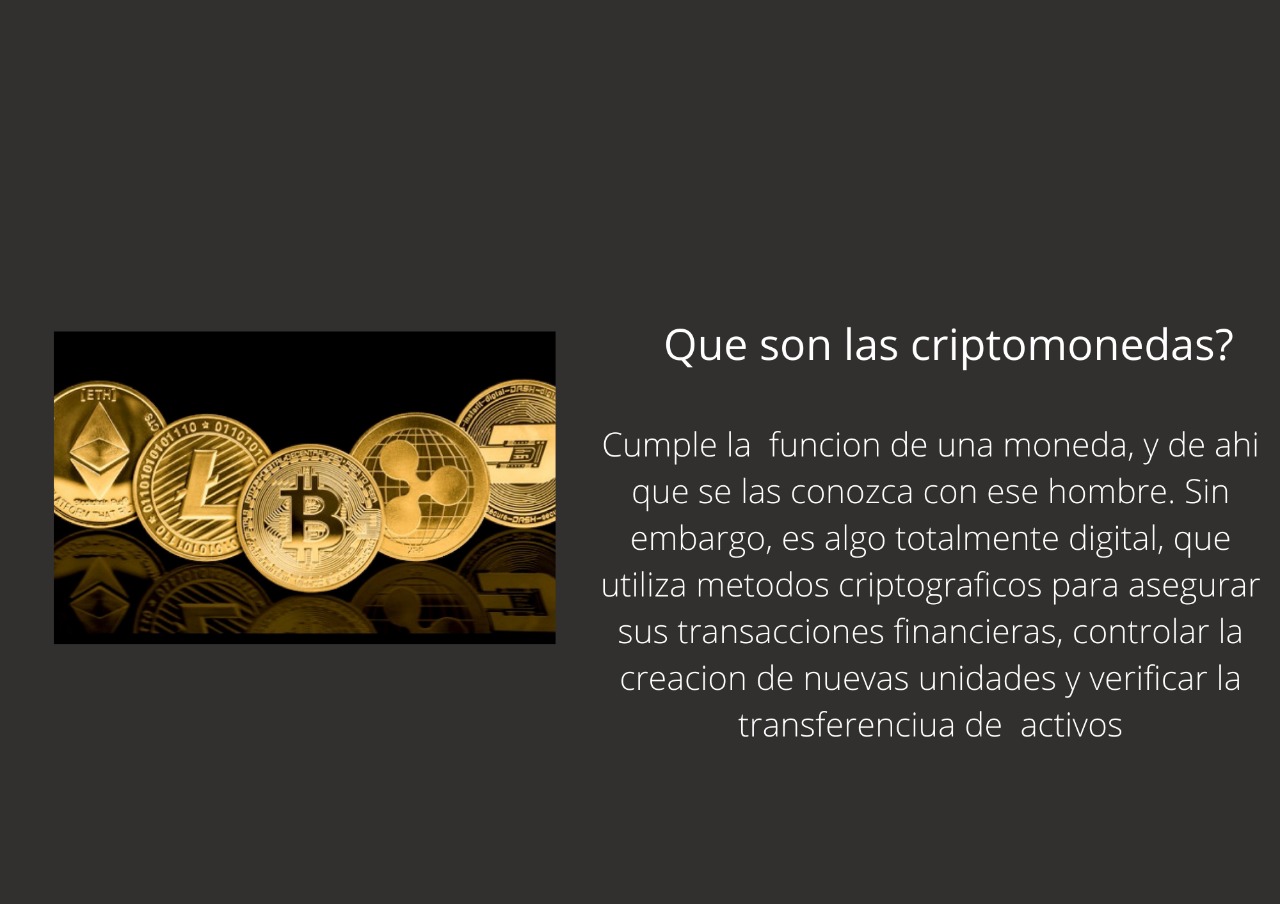 Que son las criptomonedas?
Cumple la  funcion de una moneda, y de ahi
que se las conozca con ese hombre. Sin
embargo, es algo totalmente digital, que
utiliza metodos criptograficos para asegurar
sus transacciones financieras, controlar la
creacion de nuevas unidades y verificar la
transferenciua de  activos
[ETH]